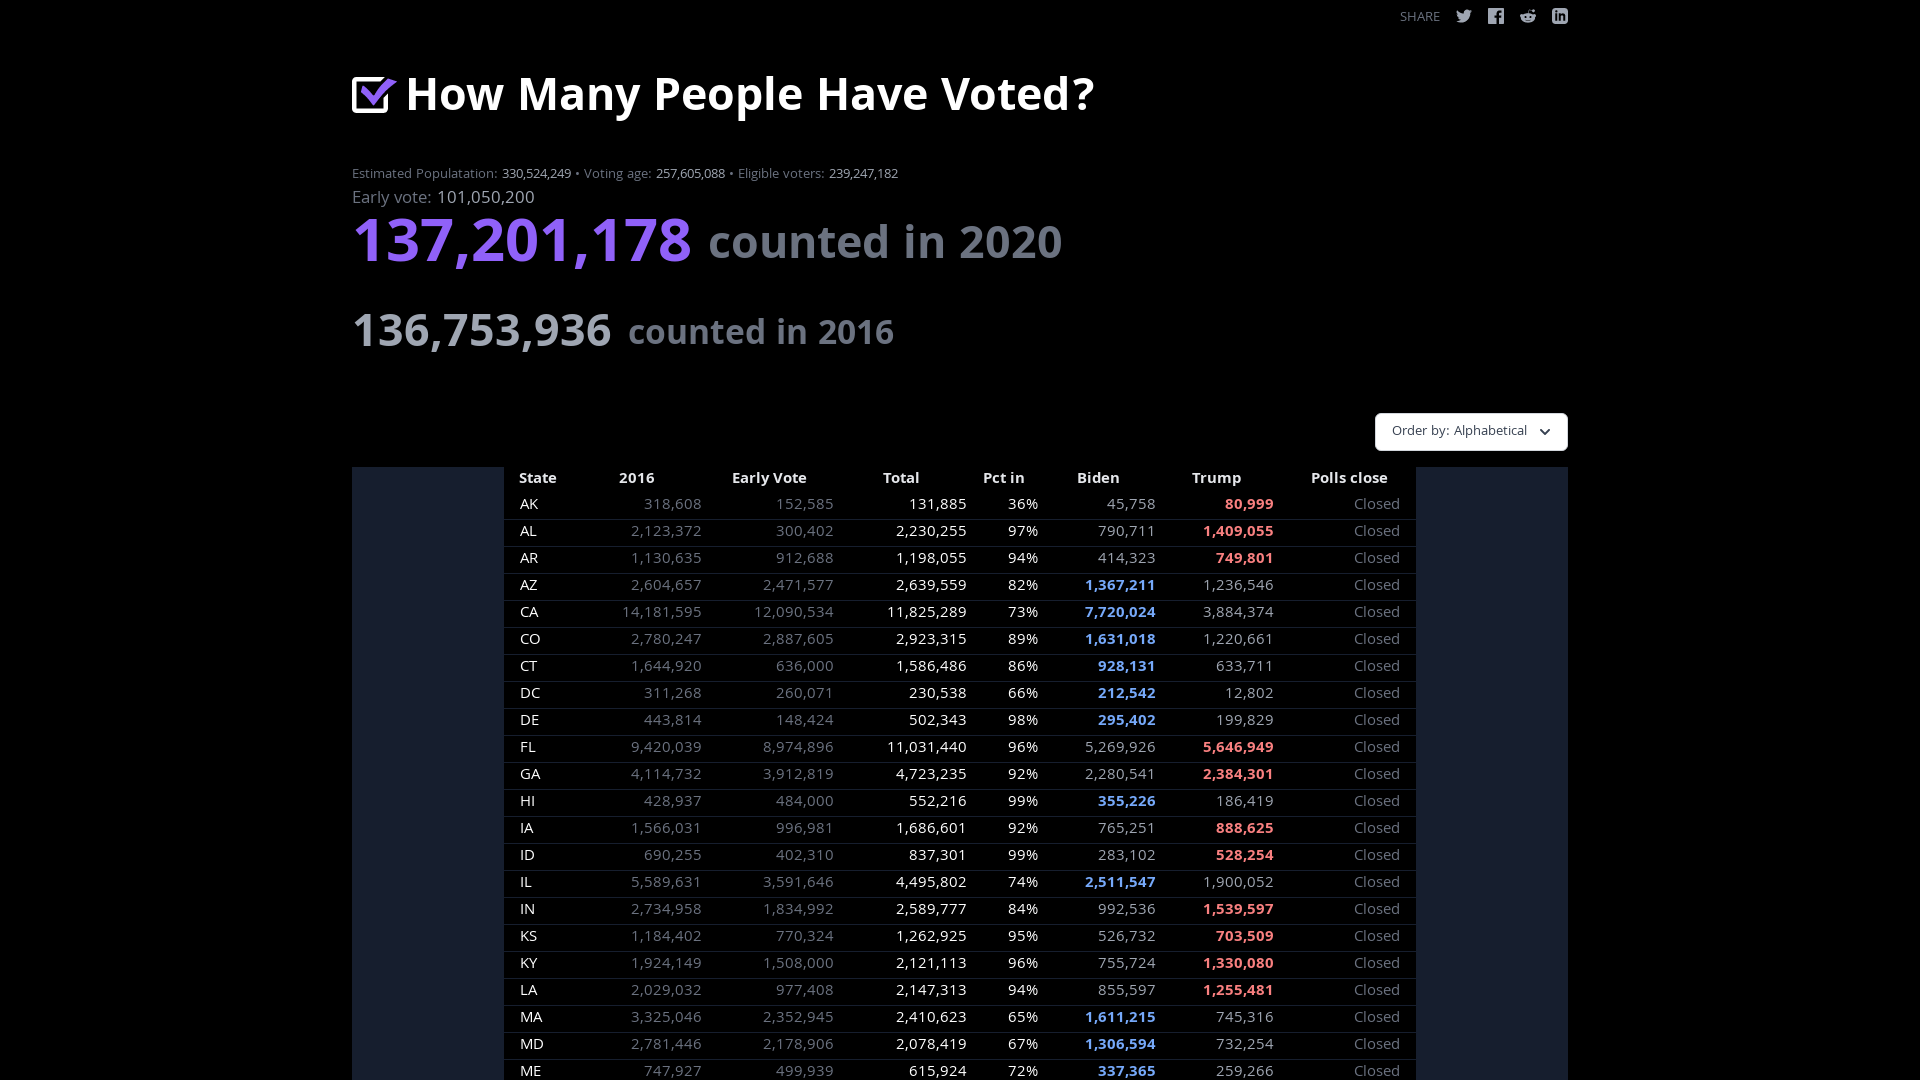 SHARE
How Many People Have Voted?
Estimated Populatation: 330,524,249 • Voting age: 257,605,088 • Eligible voters: 239,247,182
Early vote: 101,050,200
137,201,178 counted in 2020
136,753,936 counted in 2016
Order by: Alphabetical
State 2016 Early Vote Total Pct in Biden Trump Polls close
AK 318,608 152,585 131,885 36% 45,758 80,999 Closed
AL 2,123,372 300,402 2,230,255 97% 790,711 1,409,055 Closed
AR 1,130,635 912,688 1,198,055 94% 414,323 749,801 Closed
AZ 2,604,657 2,471,577 2,639,559 82% 1,367,211 1,236,546 Closed
CA 14,181,595 12,090,534 11,825,289 73% 7,720,024 3,884,374 Closed
CO 2,780,247 2,887,605 2,923,315 89% 1,631,018 1,220,661 Closed
CT 1,644,920 636,000 1,586,486 86% 928,131 633,711 Closed
DC 311,268 260,071 230,538 66% 212,542 12,802 Closed
DE 443,814 148,424 502,343 98% 295,402 199,829 Closed
FL 9,420,039 8,974,896 11,031,440 96% 5,269,926 5,646,949 Closed
GA 4,114,732 3,912,819 4,723,235 92% 2,280,541 2,384,301 Closed
HI 428,937 484,000 552,216 99% 355,226 186,419 Closed
IA 1,566,031 996,981 1,686,601 92% 765,251 888,625 Closed
ID 690,255 402,310 837,301 99% 283,102 528,254 Closed
IL 5,589,631 3,591,646 4,495,802 74% 2,511,547 1,900,052 Closed
IN 2,734,958 1,834,992 2,589,777 84% 992,536 1,539,597 Closed
KS 1,184,402 770,324 1,262,925 95% 526,732 703,509 Closed
KY 1,924,149 1,508,000 2,121,113 96% 755,724 1,330,080 Closed
LA 2,029,032 977,408 2,147,313 94% 855,597 1,255,481 Closed
MA 3,325,046 2,352,945 2,410,623 65% 1,611,215 745,316 Closed
MD 2,781,446 2,178,906 2,078,419 67% 1,306,594 732,254 Closed
ME 747,927 499,939 615,924 72% 337,365 259,266 Closed